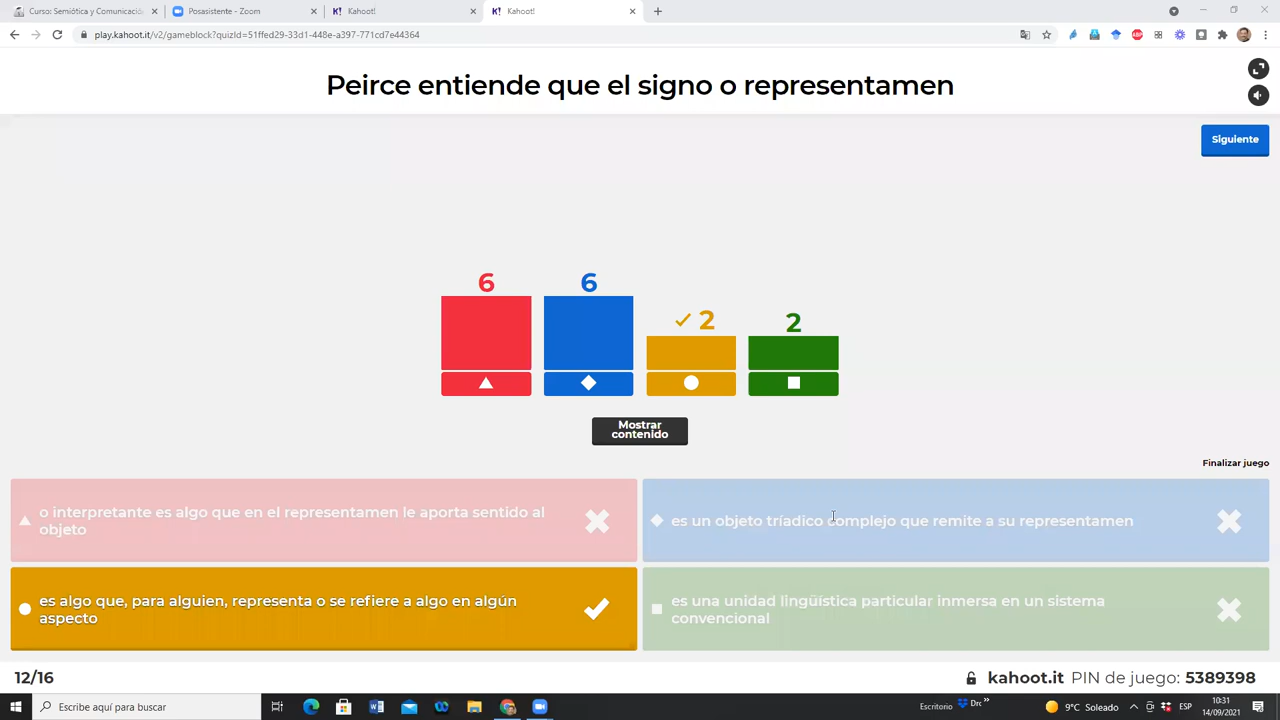 Curso: Semiótica y Comunicació
Posasistente - Zoom
K! Kahoot!
K! Kahoot!
play.kahoot.it/v2/gameblock?quizId=51ffed29-33d1-448e-a397-771cd7e44364
Peirce entiende que el signo o representamen
Siguiente
6
6
2
2
Mostrar
contenido
Finalizar juego
o interpretante es algo que en el representamen le aporta sentido al
objeto
es un objeto tríadico complejo que remite a su representamen
es algo que, para alguien, representa o se refiere a algo en algún
aspecto
es una unidad lingüística particular inmersa en un sistema
convencional
12/16
kahoot.it PIN de juego: 5389398
Escribe aquí para buscar
Escritorio
Drc
9°C Soleado
ESP
10:31
14/09/2021